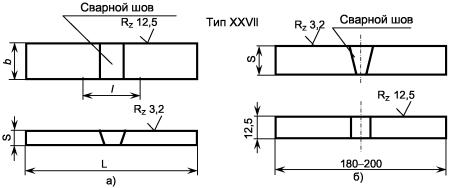 Сварной шов
Rz 12,5
Тип XXVII
Rz 3,2
Сварной шов
b
l
S
Rz 3,2
Rz 12,5
S
12,5
L
180–200
а)
б)